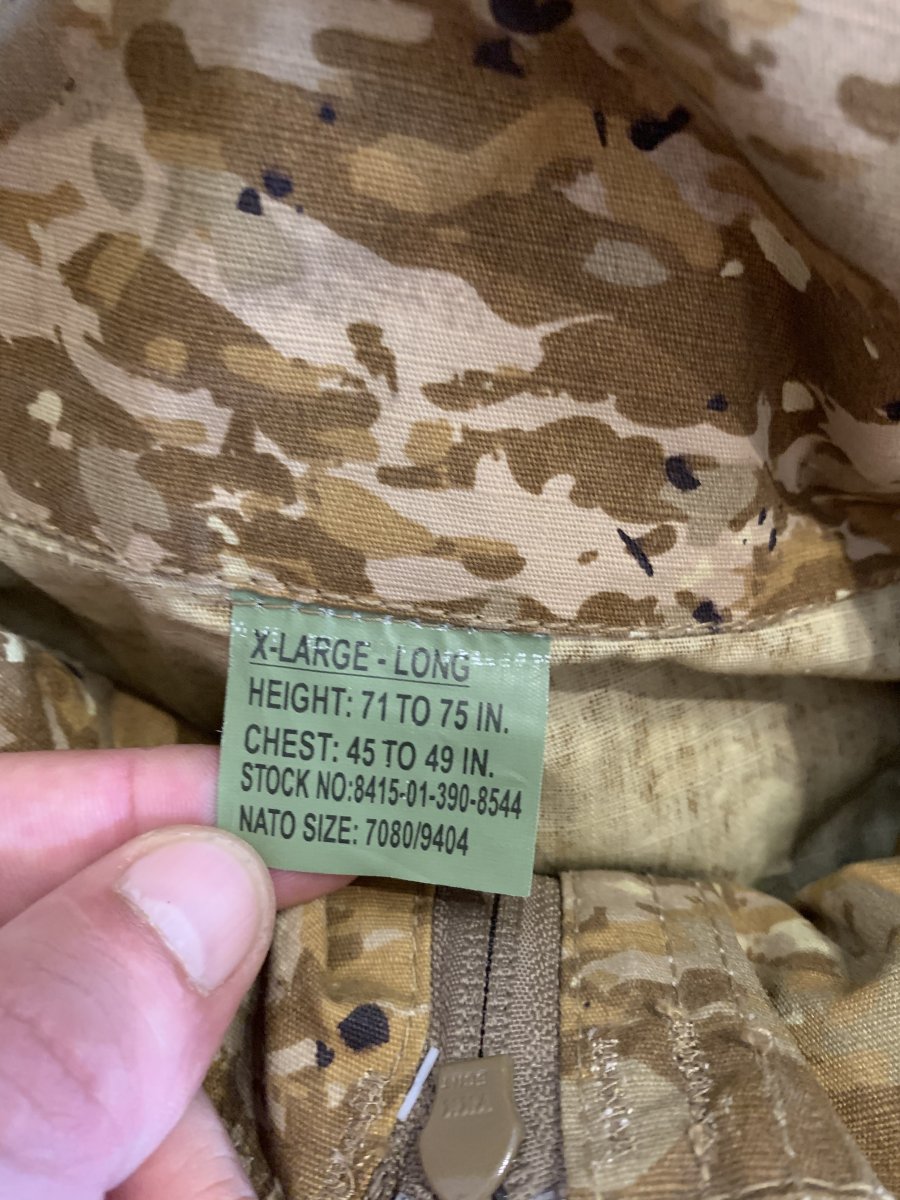 X-LARGE - LONG
HEIGHT: 71 TO 75 IN.
CHEST: 45 TO 49 IN.
STOCK NO:8415-01-390-8544
NATO SIZE: 7080/9404